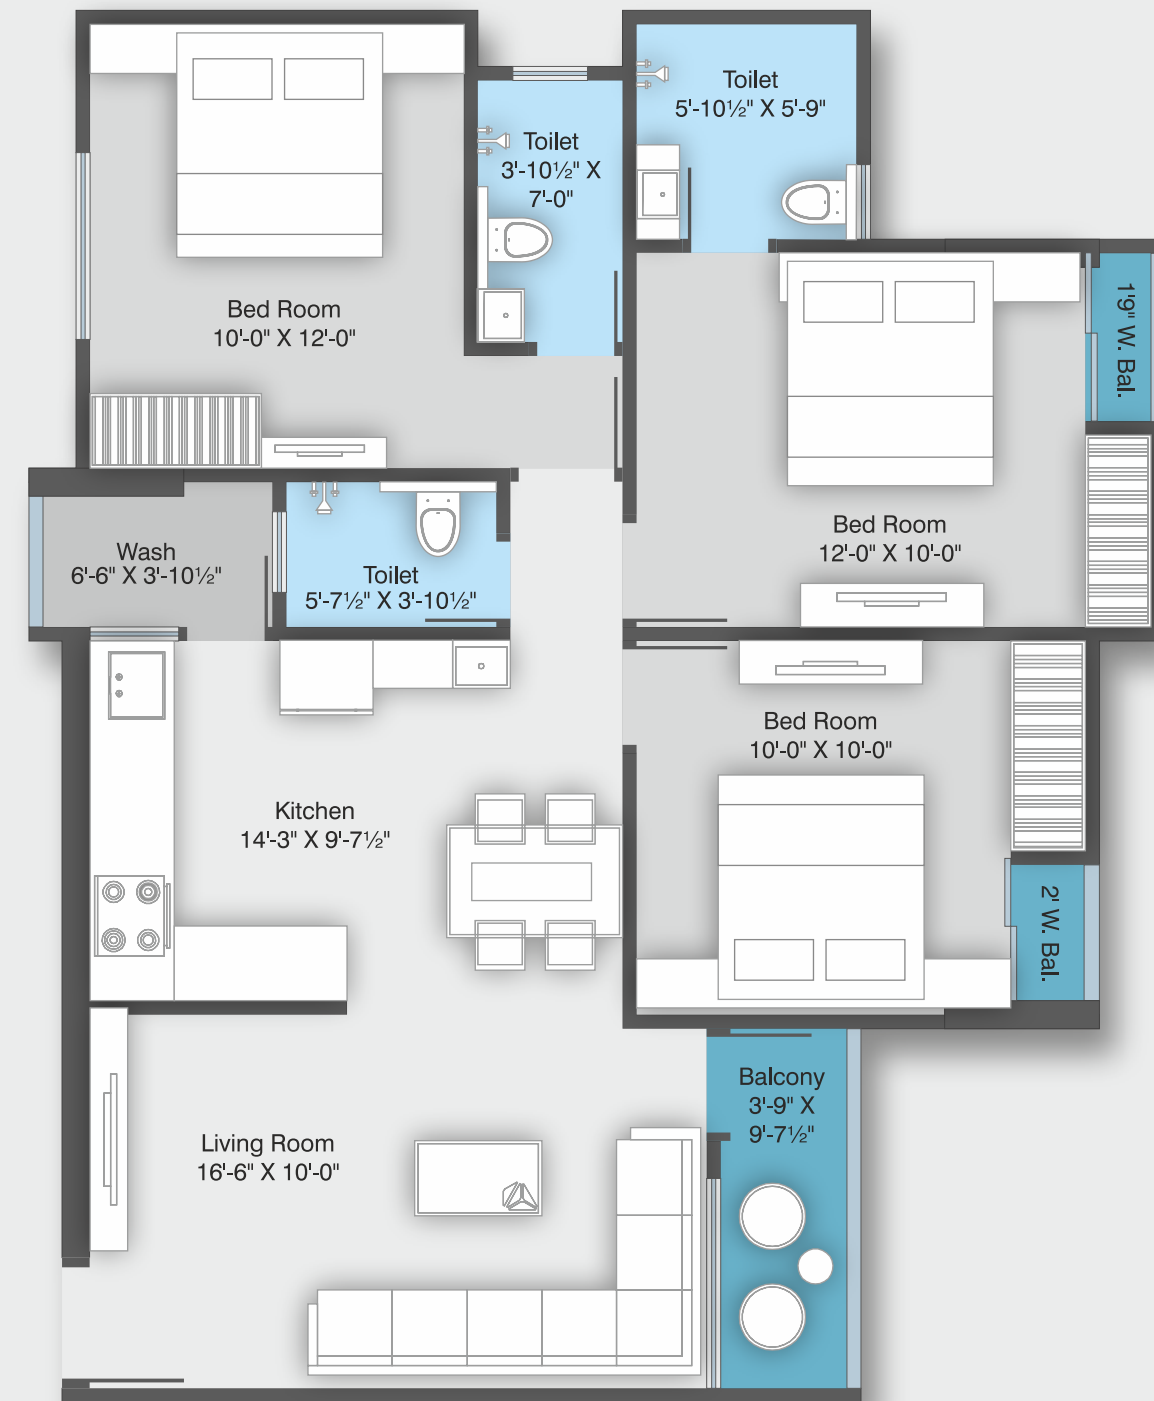 Toilet
5'-10½" X 5'-9"
Toilet
3'-10½" X
7'-0"
Bed Room
10'-0" X 12'-0"
1'9" W. Bal.
Bed Room
12'-0" X 10'-0"
Wash
6'-6" X 3'-10½"
Toilet
5'-7½" X 3'-10½"
Bed Room
10'-0" X 10'-0"
Kitchen
14'-3" X 9'-7½"
2' W. Bal.
Balcony
3'-9" X
9'-7½"
Living Room
16'-6" X 10'-0"